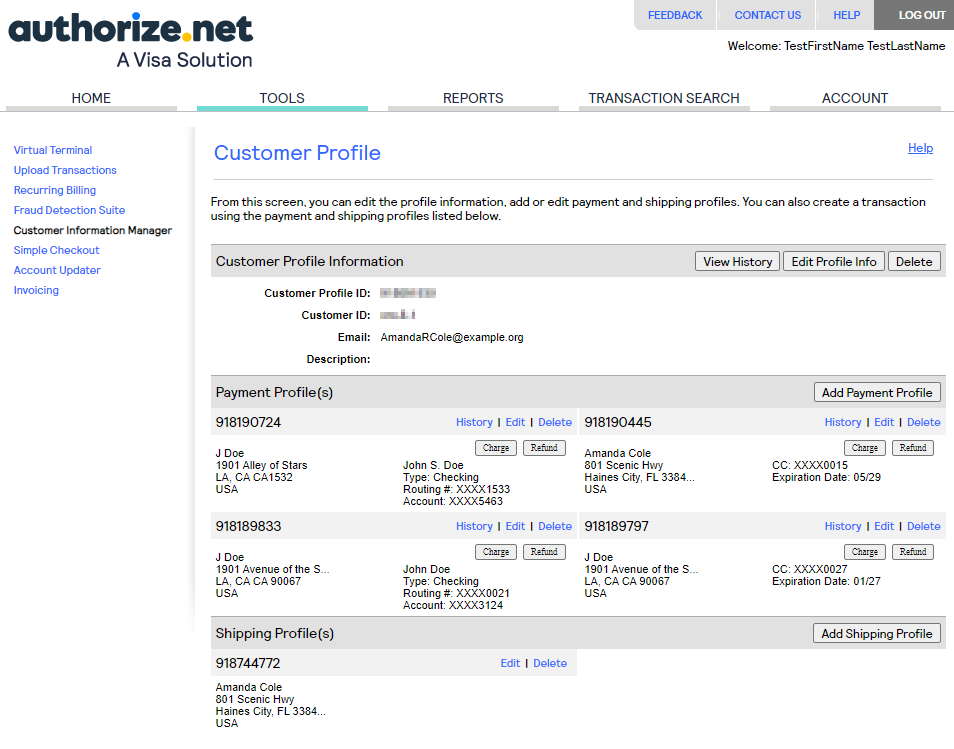 authorize.net
A Visa Solution
FEEDBACK CONTACT US HELP LOG OUT
Welcome: TestFirstName TestLastName
HOME TOOLS REPORTS TRANSACTION SEARCH ACCOUNT
Virtual Terminal
Upload Transactions
Recurring Billing
Fraud Detection Suite
Customer Information Manager
Simple Checkout
Account Updater
Invoicing
Customer Profile Help
From this screen, you can edit the profile information, add or edit payment and shipping profiles. You can also create a transaction
using the payment and shipping profiles listed below.
Customer Profile Information View History Edit Profile Info Delete
Customer Profile ID:
Customer ID:
Email: AmandaRCole@example.org
Description:
Payment Profile(s) Add Payment Profile
918190724 History | Edit | Delete
Charge Refund
J Doe
1901 Alley of Stars
LA, CA CA1532
USA
John S. Doe
Type: Checking
Routing #: XXXX1533
Account: XXXX5463
918190445 History | Edit | Delete
Charge Refund
Amanda Cole
801 Scenic Hwy
Haines City, FL 3384...
USA
CC: XXXX0015
Expiration Date: 05/29
918189833 History | Edit | Delete
Charge Refund
J Doe
1901 Avenue of the S...
LA, CA CA 90067
USA
John Doe
Type: Checking
Routing #: XXXX0021
Account: XXXX3124
918189797 History | Edit | Delete
Charge Refund
J Doe
1901 Avenue of the S...
LA, CA CA 90067
USA
CC: XXXX0027
Expiration Date: 01/27
Shipping Profile(s) Add Shipping Profile
918744772 Edit | Delete
Amanda Cole
801 Scenic Hwy
Haines City, FL 3384...
USA